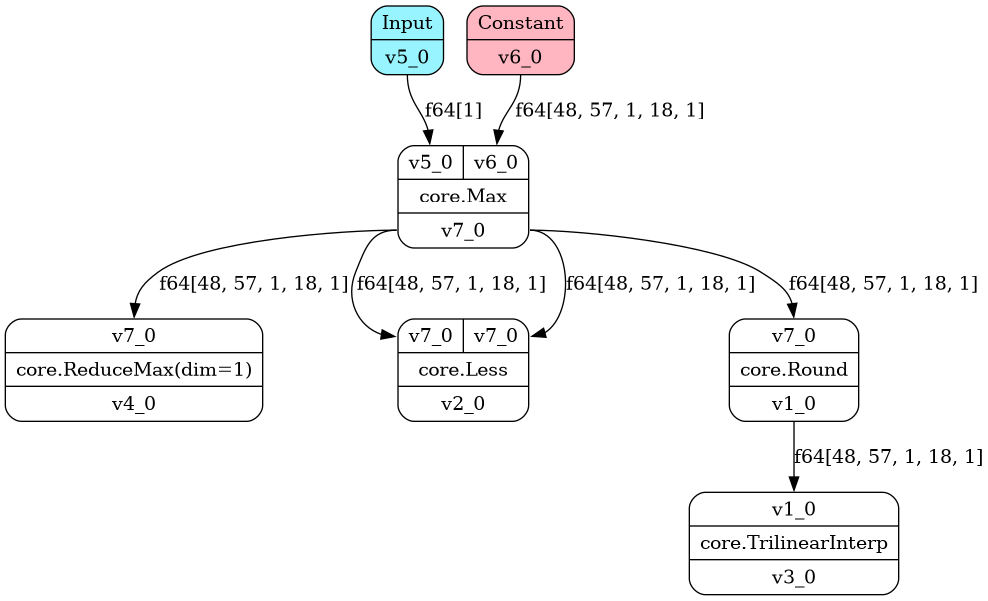 Input
v5_0
Constant
v6_0
f64[1]
f64[48, 57, 1, 18, 1]
v5_0 v6_0
core.Max
v7_0
f64[48, 57, 1, 18, 1]
f64[48, 57, 1, 18, 1]
f64[48, 57, 1, 18, 1]
f64[48, 57, 1, 18, 1]
v7_0
core.ReduceMax(dim=1)
v4_0
v7_0 v7_0
core.Less
v2_0
v7_0
core.Round
v1_0
f64[48, 57, 1, 18, 1]
v1_0
core.TrilinearInterp
v3_0